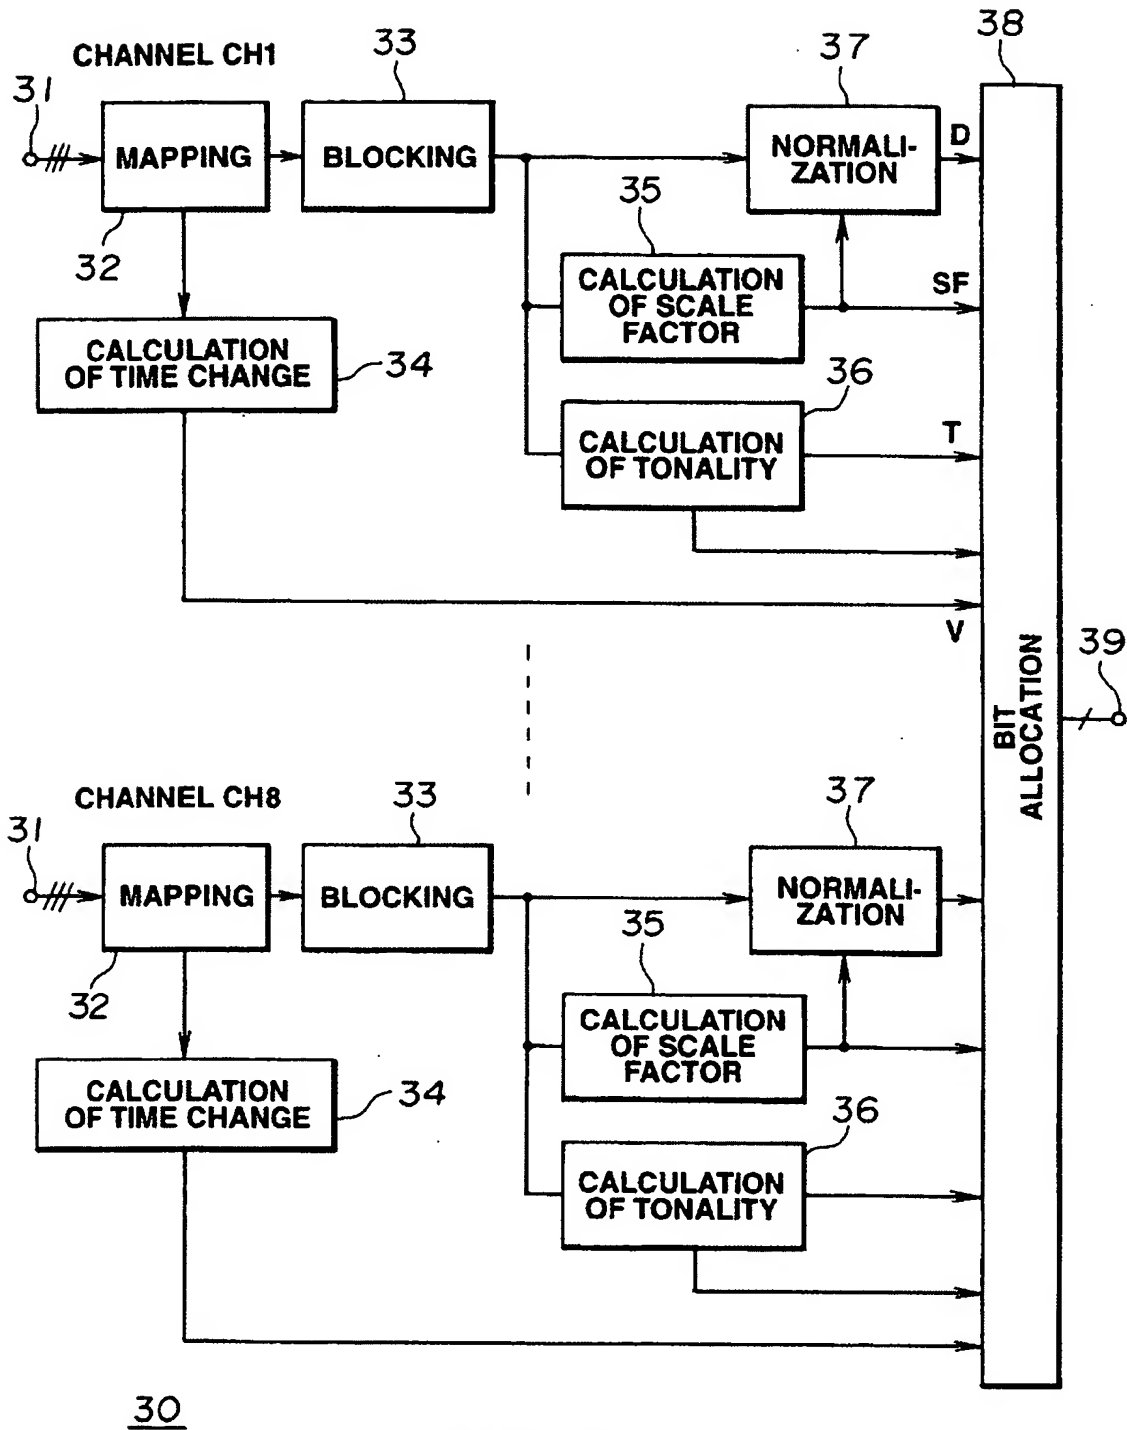 38
CHANNEL CH1
33
37
31
MAPPING
BLOCKING
NORMALI-
ZATION
D
32
35
CALCULATION
OF SCALE
FACTOR
SF
CALCULATION
OF TIME CHANGE
34
36
CALCULATION
OF TONALITY
T
V
39
BIT
ALLOCATION
CHANNEL CH8
33
37
31
MAPPING
BLOCKING
NORMALI-
ZATION
32
35
CALCULATION
OF SCALE
FACTOR
CALCULATION
OF TIME CHANGE
34
36
CALCULATION
OF TONALITY
30